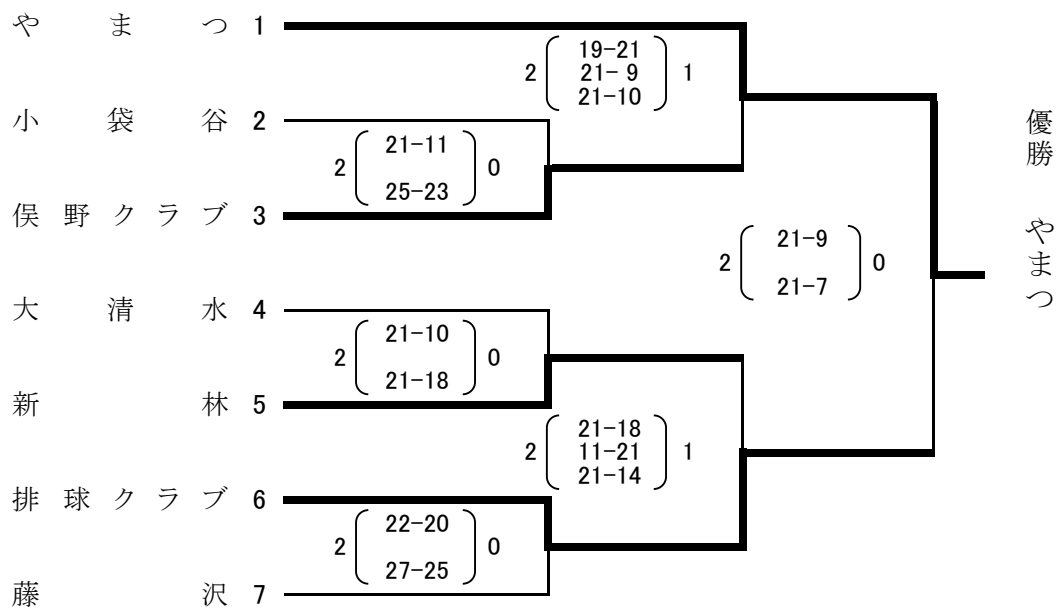 やまつ 1
2 19-21 1
21- 9
21-10
小袋谷 2
2 21-11 0
25-23
俣野クラブ 3
2 21-9 0
21-7
大清水 4
2 21-10 0
21-18
新林 5
2 21-18 1
11-21
21-14
排球クラブ 6
2 22-20 0
27-25
藤沢 7
優勝 やまつ